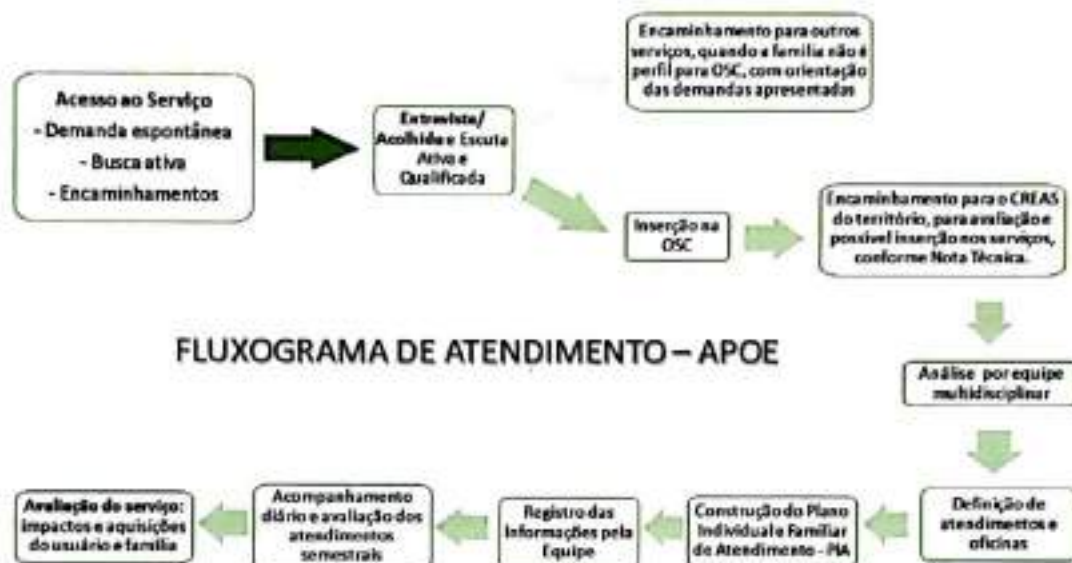 Encaminhamento para outros
serviços, quando a família não é
perfil para OSC, com orientação
das demandas apresentadas
Acesso ao Serviço
- Demanda espontânea
- Busca ativa
- Encaminhamentos
Entrevista/
Acolhida e Escuta
Ativa e
Qualificada
Inserção na
OSC
Encaminhamento para o CREAS
do território, para avaliação e
possível inserção nos serviços,
conforme Nota Técnica.
FLUXOGRAMA DE ATENDIMENTO – APOE
Análise por equipe
multidisciplinar
Definição de
atendimentos e
oficinas
Construção do Plano
Individual e Familiar
de Atendimento - PIA
Registro das
Informações pela
Equipe
Acompanhamento
diário e avaliação dos
atendimentos
semestrais
Avaliação do serviço:
impactos e aquisições
do usuário e família